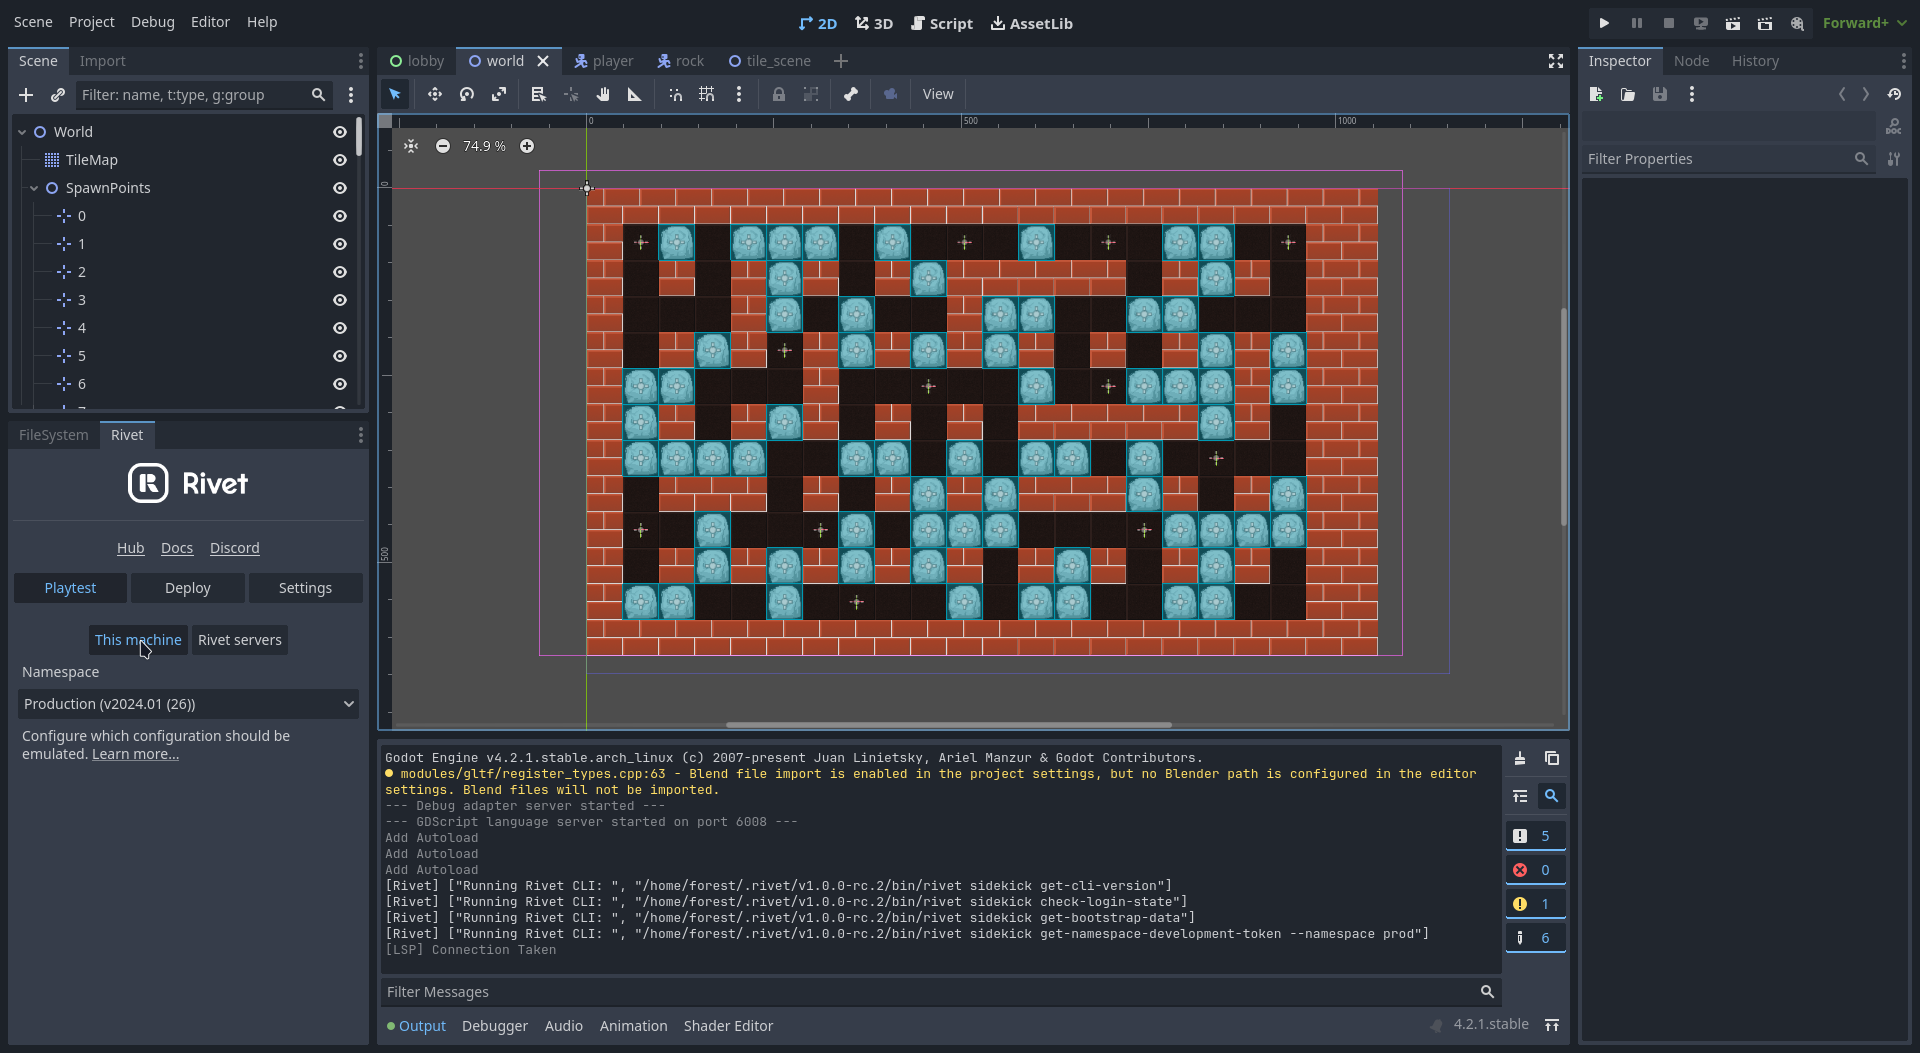 Scene Project Debug Editor Help
2D 3D Script AssetLib
Forward+
Scene Import
Filter: name, t:type, g:group
World
TileMap
SpawnPoints
0
1
2
3
4
5
6
FileSystem Rivet
Rivet
Hub Docs Discord
Playtest Deploy Settings
This machine Rivet servers
Namespace
Production (v2024.01 (26))
Configure which configuration should be
emulated. Learn more...
lobby world player rock tile_scene
View
0 500 1000
74.9 %
0
500
Godot Engine v4.2.1.stable.arch_linux (c) 2007-present Juan Linietsky, Ariel Manzur & Godot Contributors.
modules/gltf/register_types.cpp:63 - Blend file import is enabled in the project settings, but no Blender path is configured in the editor
settings. Blend files will not be imported.
--- Debug adapter server started ---
--- GDScript language server started on port 6008 ---
Add Autoload
Add Autoload
Add Autoload
[Rivet] ["Running Rivet CLI: ", "/home/forest/.rivet/v1.0.0-rc.2/bin/rivet sidekick get-cli-version"]
[Rivet] ["Running Rivet CLI: ", "/home/forest/.rivet/v1.0.0-rc.2/bin/rivet sidekick check-login-state"]
[Rivet] ["Running Rivet CLI: ", "/home/forest/.rivet/v1.0.0-rc.2/bin/rivet sidekick get-bootstrap-data"]
[Rivet] ["Running Rivet CLI: ", "/home/forest/.rivet/v1.0.0-rc.2/bin/rivet sidekick get-namespace-development-token --namespace prod"]
[LSP] Connection Taken
5
0
1
6
Filter Messages
Output Debugger Audio Animation Shader Editor
4.2.1.stable
Inspector Node History
DOC
Filter Properties